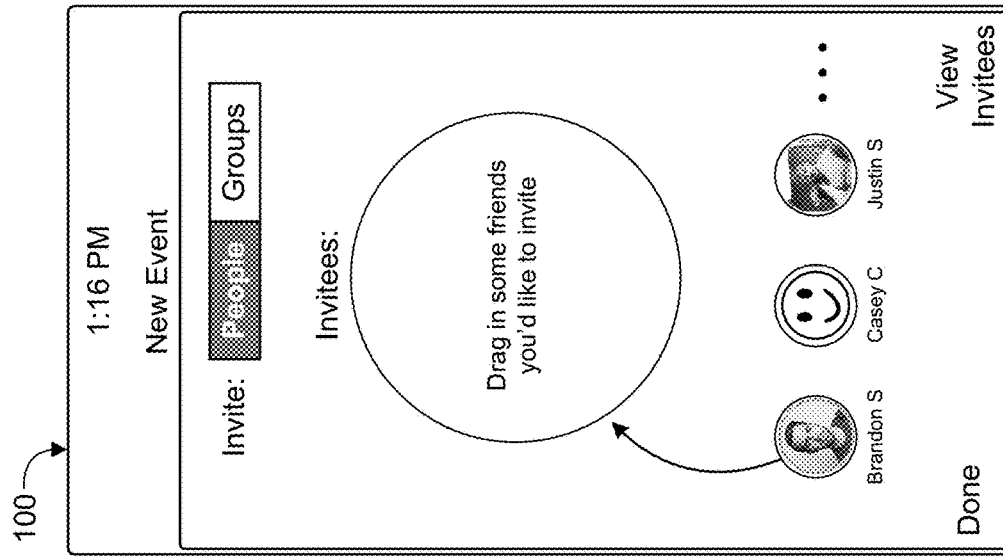 100
1:16 PM
New Event
Invite: People Groups
Invitees:
Drag in some friends
you'd like to invite
Brandon S Casey C Justin S
Done View
Invitees